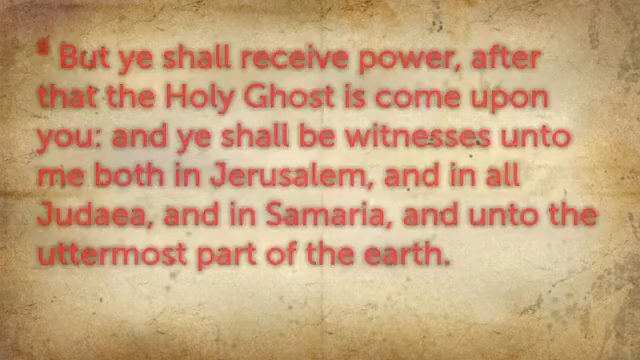 8 But ye shall receive power, after
that the Holy Ghost is come upon
you: and ye shall be witnesses unto
me both in Jerusalem, and in all
Judaea, and in Samaria, and unto the
uttermost part of the earth.